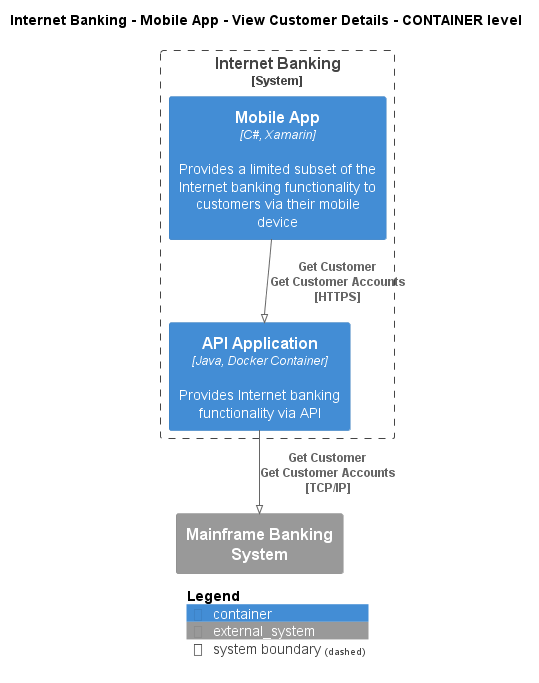 Internet Banking - Mobile App - View Customer Details - CONTAINER level
Internet Banking
[System]
Mobile App
[C#, Xamarin]
Provides a limited subset of the
Internet banking functionality to
customers via their mobile
device
Get Customer
Get Customer Accounts
[HTTPS]
API Application
[Java, Docker Container]
Provides Internet banking
functionality via API
Get Customer
Get Customer Accounts
[TCP/IP]
Mainframe Banking
System
Legend
container
external_system
system boundary (dashed)